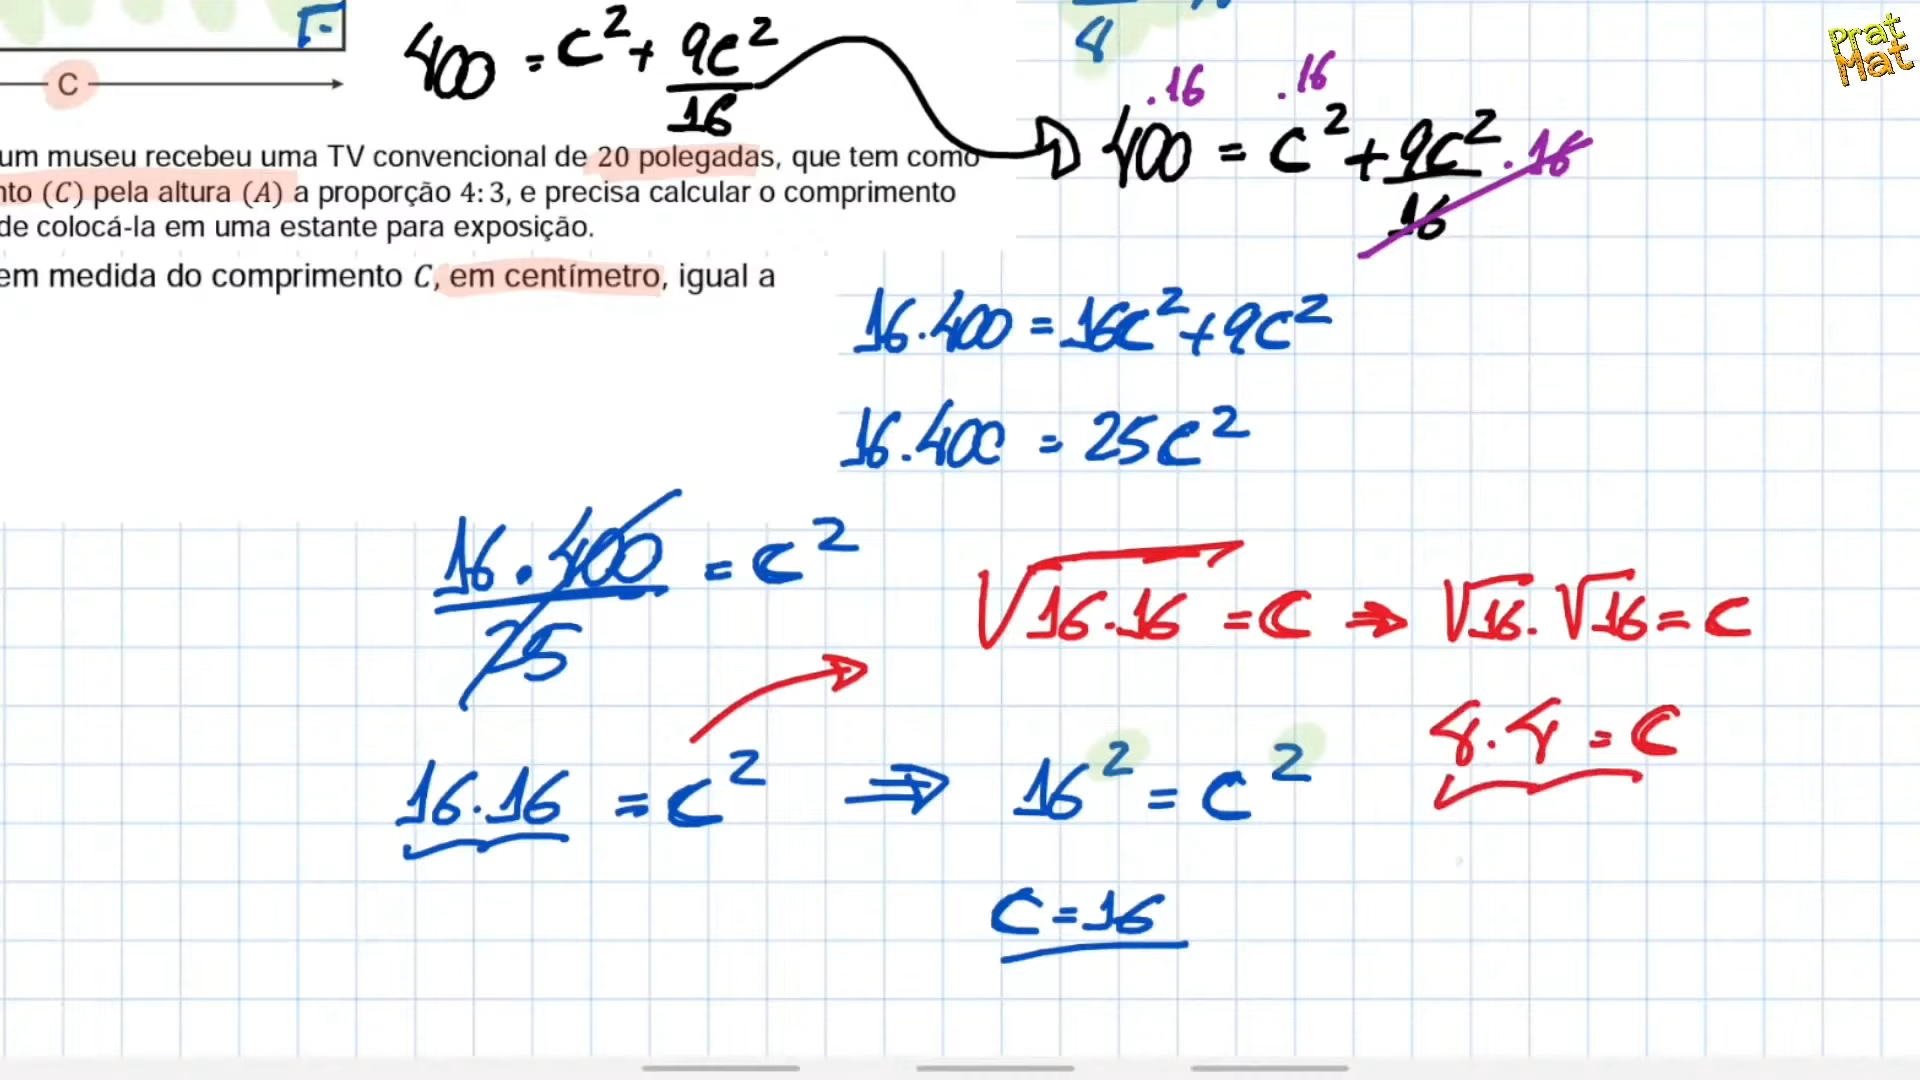 C
400 = C² + 9C²/16
um museu recebeu uma TV convencional de 20 polegadas, que tem como
nto (C) pela altura (A) a proporção 4: 3, e precisa calcular o comprimento
de colocá-la em uma estante para exposição.
em medida do comprimento C, em centímetro, igual a
Prat
Mat
.16 .16
400 = C² + 9C²/16 .16
16.400 = 16C² + 9C²
16.400 = 25C²
16.400/25 = C²
√16.16 = C ⇒ √16.√16 = C
4.4 = C
16.16 = C² ⇒ 16² = C²
C = 16